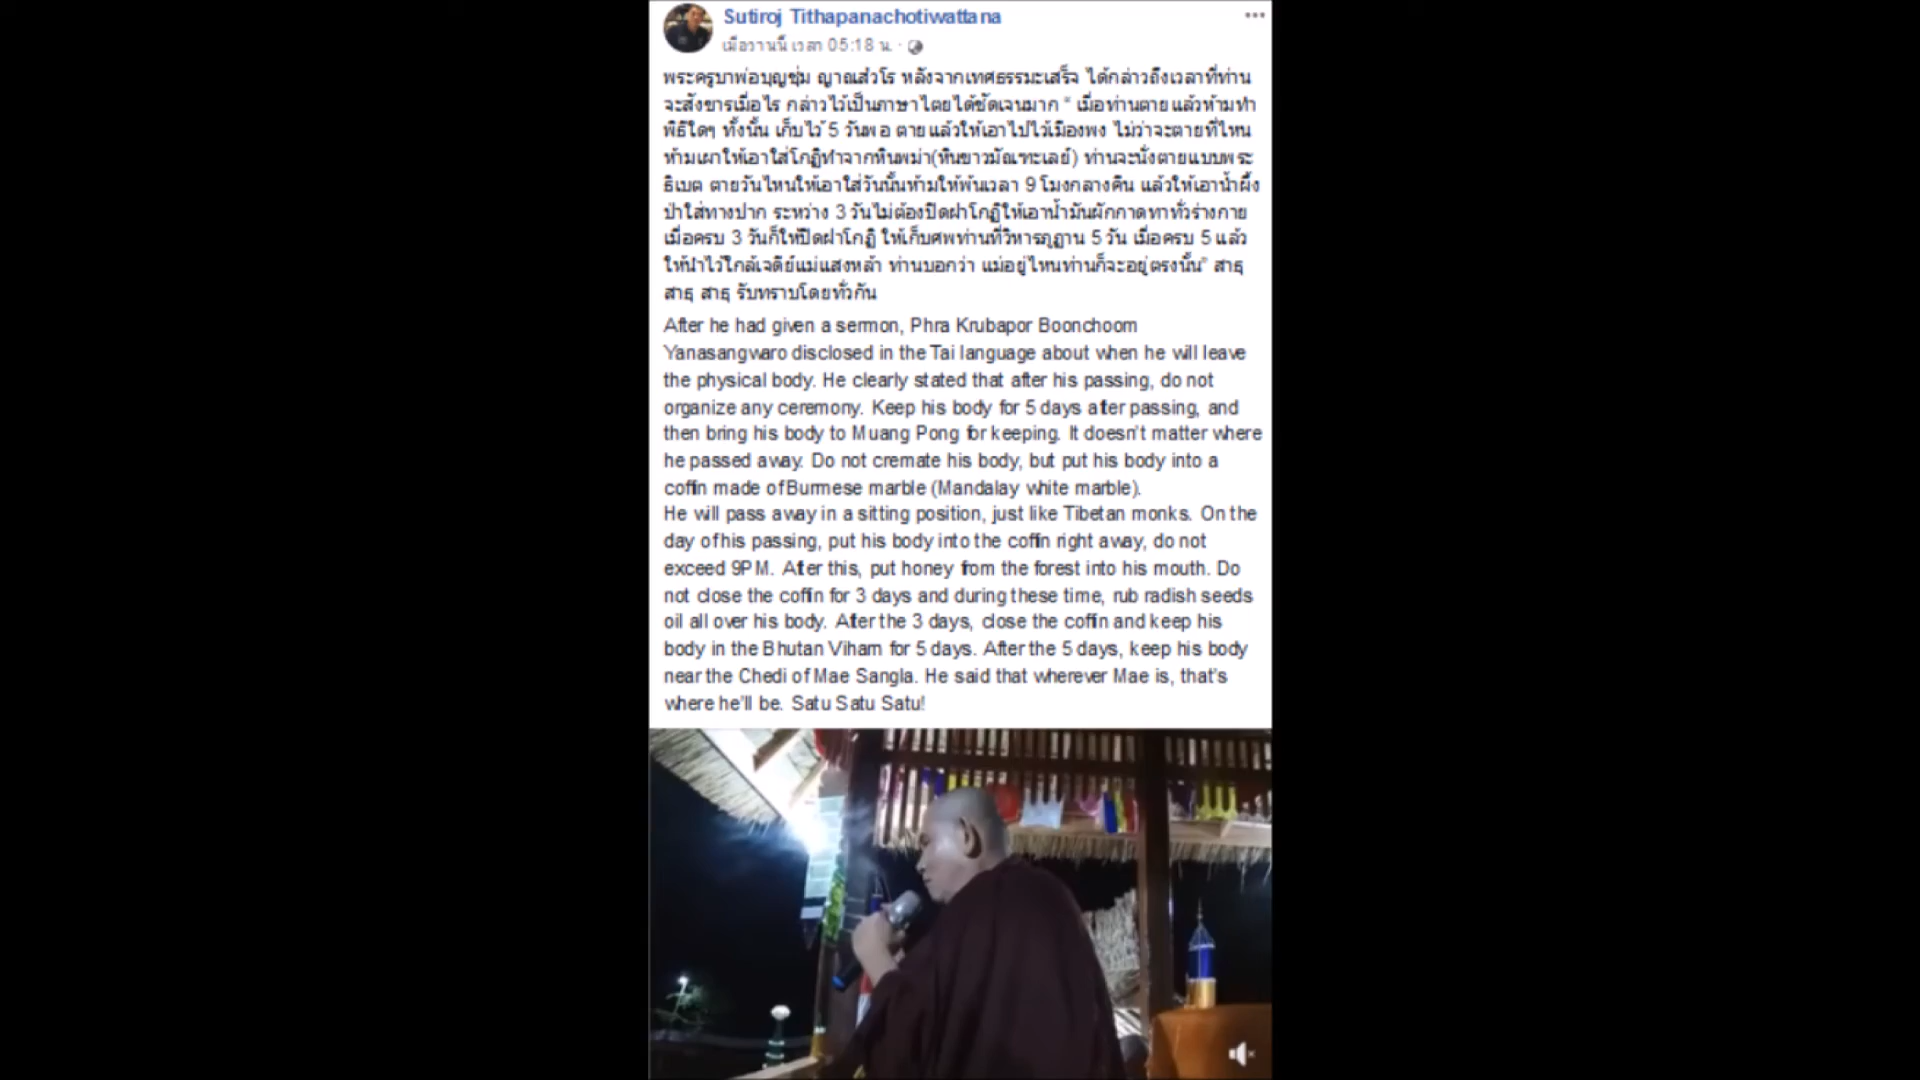 Sutiroj Tithapanachotiwattana
เมื่อวานนี้ เวลา 05:18 น. ·
พระครูบาพ่อบุญชุ่ม ญาณสํวโร หลังจากเทศธรรมะเสร็จ ได้กล่าวถึงเวลาที่ท่าน
จะสังขารเมื่อไร กล่าวไว้เป็นภาษาไตยได้ชัดเจนมาก “ เมื่อท่านตายแล้วห้ามทำ
พิธีใดๆ ทั้งนั้น เก็บไว้ 5 วันพอ ตายแล้วให้เอาไปไว้เมืองพง ไม่ว่าจะตายที่ไหน
ห้ามเผาให้เอาใส่โกฏิทำจากหินพม่า(หินขาวมัณฑะเลย์) ท่านจะนั่งตายแบบพระ
ธิเบต ตายวันไหนให้เอาใส่วันนั้นห้ามให้พ้นเวลา 9 โมงกลางคืน แล้วให้เอาน้ำผึ้ง
ป่าใส่ทางปาก ระหว่าง 3 วันไม่ต้องปิดฝาโกฏิให้เอาน้ำมันผักกาดทาทั่วร่างกาย
เมื่อครบ 3 วันก็ให้ปิดฝาโกฏิ ให้เก็บศพท่านที่วิหารภูฏาน 5 วัน เมื่อครบ 5 แล้ว
ให้นำไว้ใกล้เจดีย์แม่แสงหล้า ท่านบอกว่า แม่อยู่ไหนท่านก็จะอยู่ตรงนั้น” สาธุ
สาธุ สาธุ รับทราบโดยทั่วกัน
After he had given a sermon, Phra Krubapor Boonchoom
Yanasangwaro disclosed in the Tai language about when he will leave
the physical body. He clearly stated that after his passing, do not
organize any ceremony. Keep his body for 5 days after passing, and
then bring his body to Muang Pong for keeping. It doesn't matter where
he passed away. Do not cremate his body, but put his body into a
coffin made of Burmese marble (Mandalay white marble).
He will pass away in a sitting position, just like Tibetan monks. On the
day of his passing, put his body into the coffin right away, do not
exceed 9PM. After this, put honey from the forest into his mouth. Do
not close the coffin for 3 days and during these time, rub radish seeds
oil all over his body. After the 3 days, close the coffin and keep his
body in the Bhutan Viharn for 5 days. After the 5 days, keep his body
near the Chedi of Mae Sangla. He said that wherever Mae is, that's
where he'll be. Satu Satu Satu!